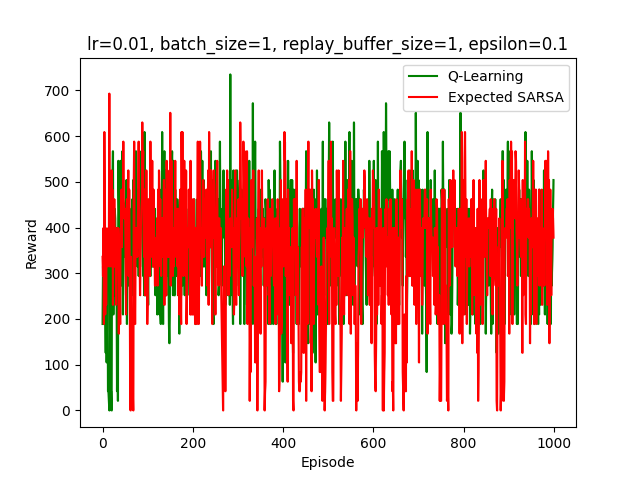 lr=0.01, batch_size=1, replay_buffer_size=1, epsilon=0.1
Q-Learning
Expected SARSA
700
600
500
400
300
200
100
0
Reward
0
200
400
600
800
1000
Episode